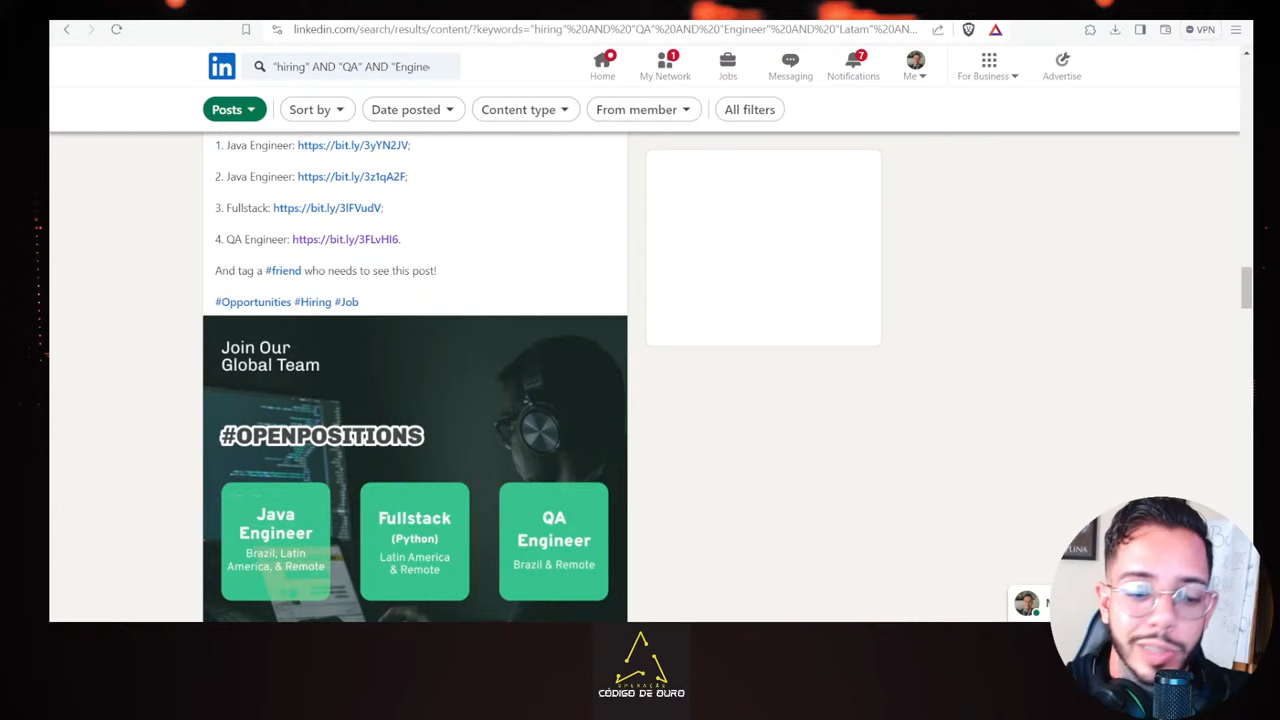 linkedin.com/search/results/content/?keywords="hiring"%20AND%20"QA"%20AND%20"Engineer"%20AND%20"Latam"%20AN...
VPN
in
"hiring" AND "QA" AND "Engine
1
7
Home
My Network
Jobs
Messaging
Notifications
Me
For Business
Advertise
Posts
Sort by
Date posted
Content type
From member
All filters
1. Java Engineer: https://bit.ly/3yYN2JV;
2. Java Engineer: https://bit.ly/3z1qA2F;
3. Fullstack: https://bit.ly/3lFVudV;
4. QA Engineer: https://bit.ly/3FLvHl6.
And tag a #friend who needs to see this post!
#Opportunities #Hiring #Job
Join Our
Global Team
#OPENPOSITIONS
Java
Engineer
Brazil, Latin
America, & Remote
Fullstack
(Python)
Latin America
& Remote
QA
Engineer
Brazil & Remote
OPERAÇÃO
CÓDIGO DE OURO